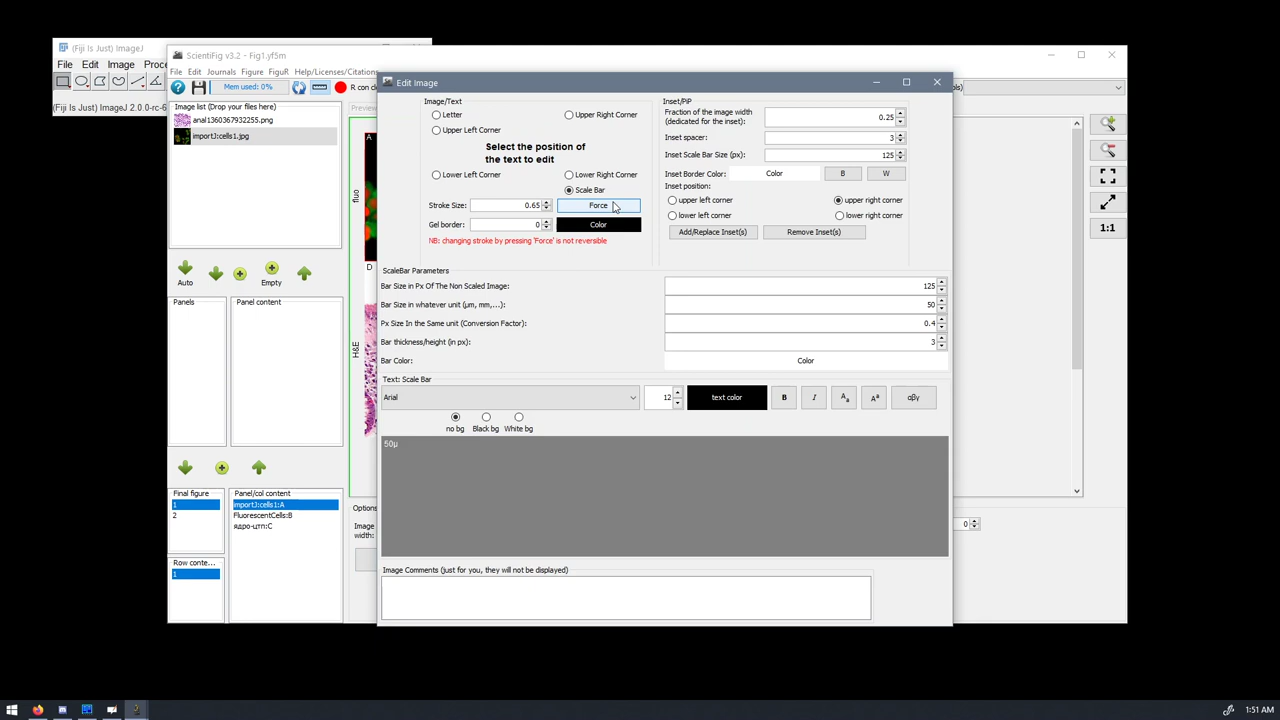 (Fiji Is Just) ImageJ
File Edit Image Proce
(Fiji Is Just) ImageJ 2.0.0-rc-6
ScientiFig v3.2 - Fig1.yf5m
File Edit Journals Figure FiguR Help/Licenses/Citations
Mem used: 0%
R con c
ols)
Image list (Drop your files here)
anal1360367932255.png
importJ:cells1.jpg
Auto
Empty
Panels
Panel content
Final figure
1
2
Panel/col content
importJ:cells1:A
FluorescentCells:B
ядро-цтп:C
Row conte...
1
Preview
A
fluo
D
H&E
Options
Image
width:
0
1:1
Edit Image
Image/Text
Letter
Upper Right Corner
Upper Left Corner
Select the position of
the text to edit
Lower Left Corner
Lower Right Corner
Scale Bar
Stroke Size: 0.65 Force
Gel border: 0 Color
NB: changing stroke by pressing 'Force' is not reversible
Inset/PiP
Fraction of the image width
(dedicated for the inset): 0.25
Inset spacer: 3
Inset Scale Bar Size (px): 125
Inset Border Color: Color B W
Inset position:
upper left corner upper right corner
lower left corner lower right corner
Add/Replace Inset(s) Remove Inset(s)
ScaleBar Parameters
Bar Size in Px Of The Non Scaled Image: 125
Bar Size in whatever unit (µm, mm,...): 50
Px Size In the Same unit (Conversion Factor): 0.4
Bar thickness/height (in px): 3
Bar Color: Color
Text: Scale Bar
Arial 12 text color B I Aa Aa αβγ
no bg Black bg White bg
50µ
Image Comments (just for you, they will not be displayed)
1:51 AM